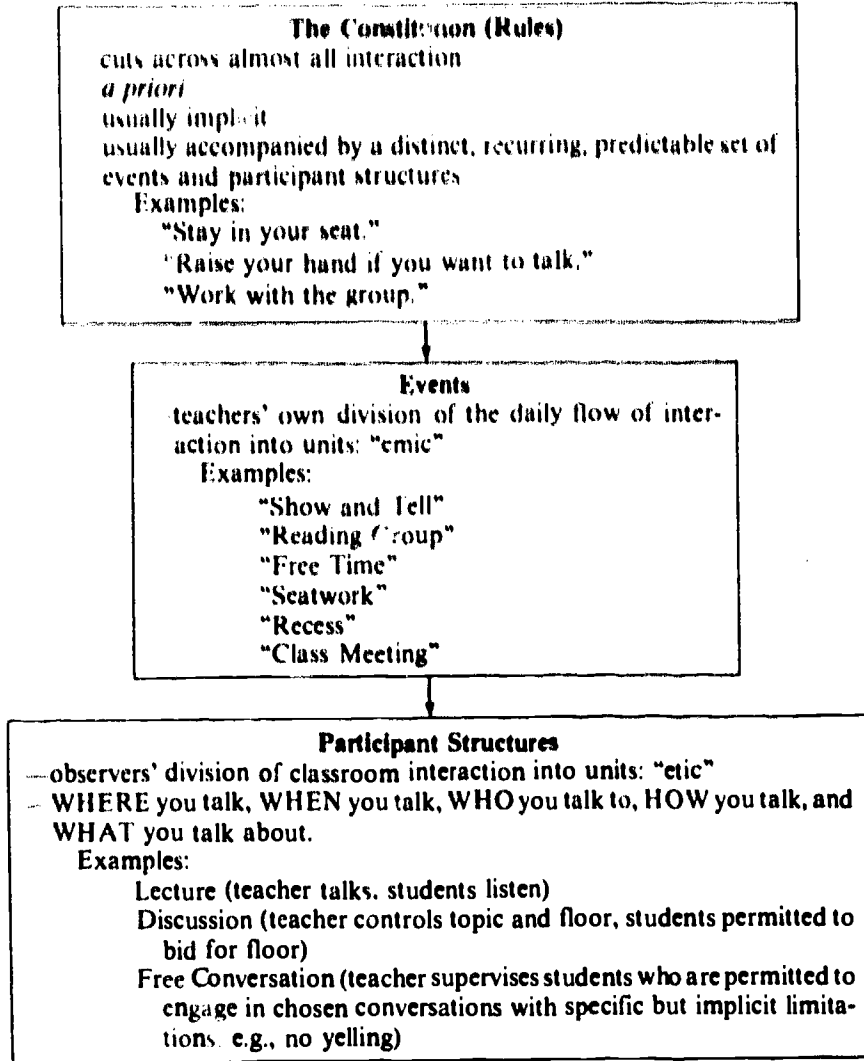 The Constitution (Rules)
cuts across almost all interaction
a priori
usually implicit
usually accompanied by a distinct, recurring, predictable set of
events and participant structures
Examples:
"Stay in your seat."
"Raise your hand if you want to talk."
"Work with the group."
Events
teachers' own division of the daily flow of inter-
action into units: "emic"
Examples:
"Show and Tell"
"Reading Group"
"Free Time"
"Seatwork"
"Recess"
"Class Meeting"
Participant Structures
—observers' division of classroom interaction into units: "etic"
– WHERE you talk, WHEN you talk, WHO you talk to, HOW you talk, and
WHAT you talk about.
Examples:
Lecture (teacher talks, students listen)
Discussion (teacher controls topic and floor, students permitted to
bid for floor)
Free Conversation (teacher supervises students who are permitted to
engage in chosen conversations with specific but implicit limita-
tions, e.g., no yelling)